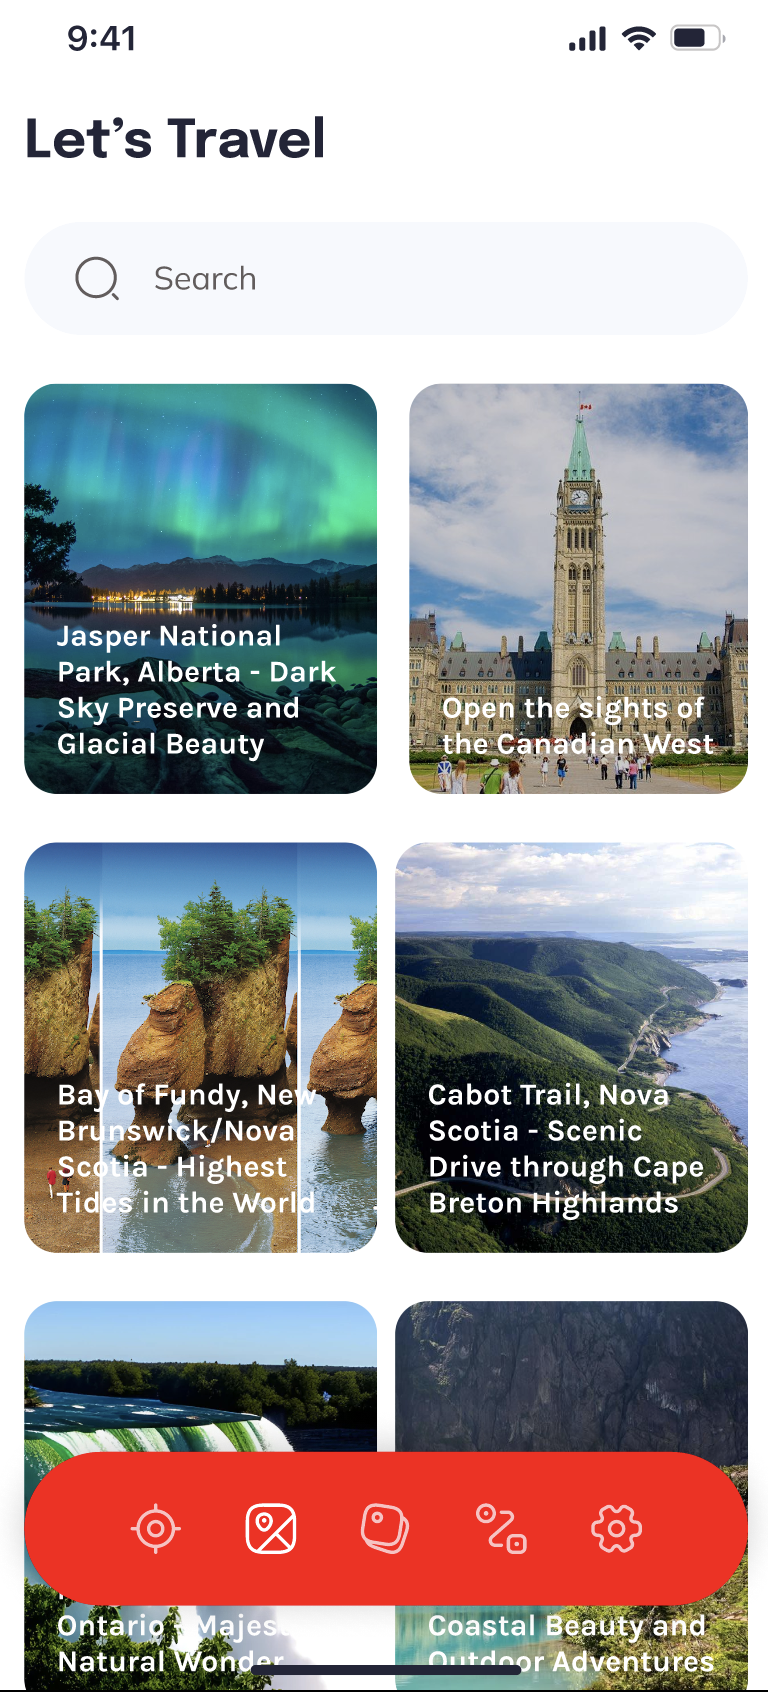 9:41
Let’s Travel
Search
Jasper National
Park, Alberta - Dark
Sky Preserve and
Glacial Beauty
Open the sights of
the Canadian West
Bay of Fundy, New
Brunswick/Nova
Scotia - Highest
Tides in the World
Cabot Trail, Nova
Scotia - Scenic
Drive through Cape
Breton Highlands
Ontario -
Natural Wonder
Coastal Beauty and
Outdoor Adventures